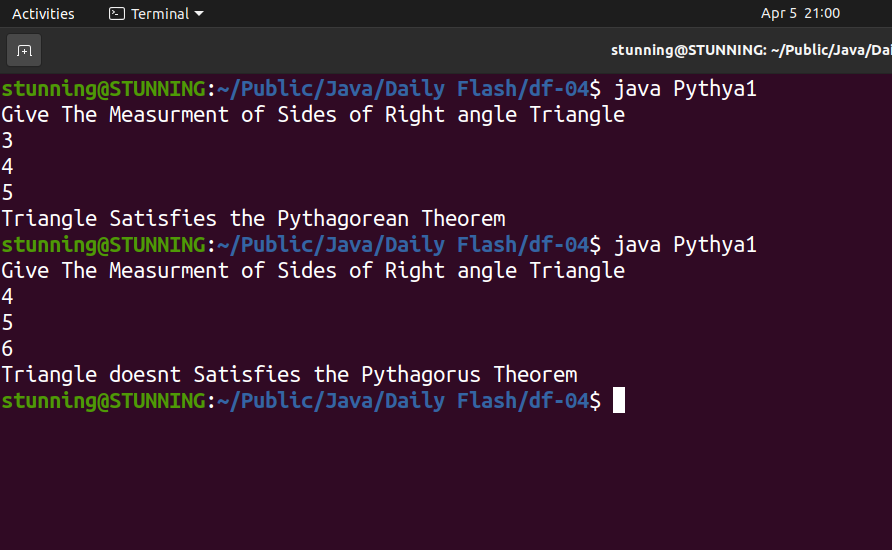 Activities Terminal Apr 5 21:00
stunning@STUNNING: ~/Public/Java/Dai
stunning@STUNNING:~/Public/Java/Daily Flash/df-04$ java Pythya1
Give The Measurment of Sides of Right angle Triangle
3
4
5
Triangle Satisfies the Pythagorean Theorem
stunning@STUNNING:~/Public/Java/Daily Flash/df-04$ java Pythya1
Give The Measurment of Sides of Right angle Triangle
4
5
6
Triangle doesnt Satisfies the Pythagorus Theorem
stunning@STUNNING:~/Public/Java/Daily Flash/df-04$